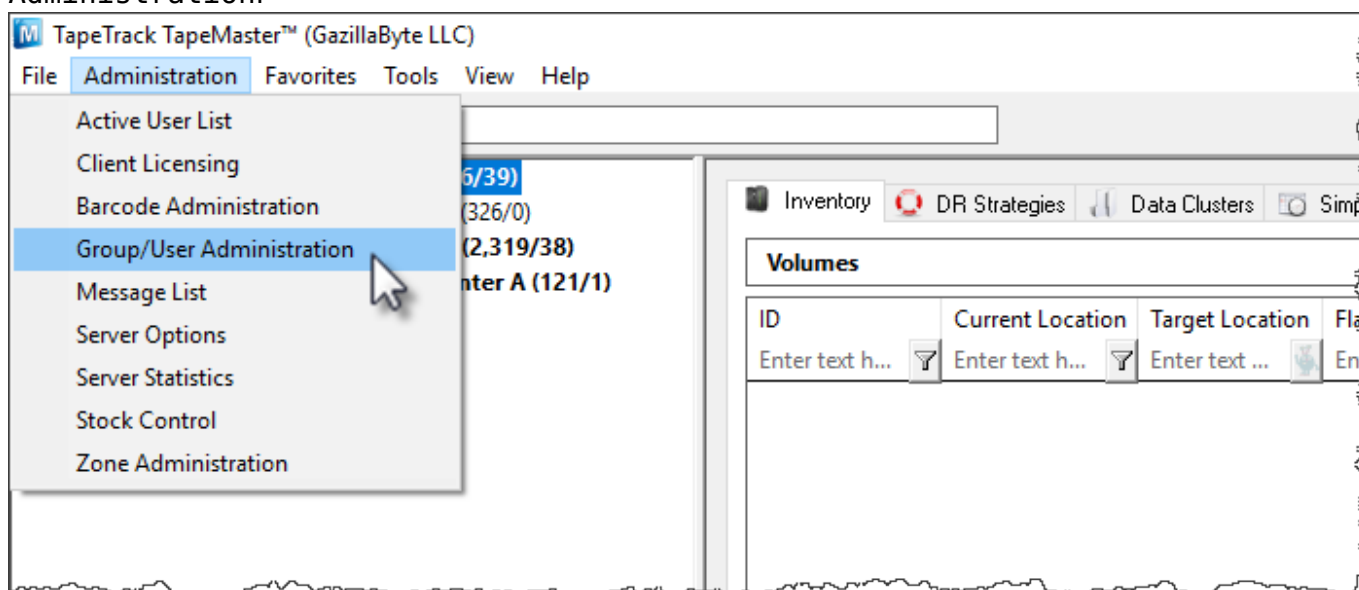 TapeTrack TapeMaster™ (GazillaByte LLC)
File Administration Favorites Tools View Help
Active User List
Client Licensing
Barcode Administration
Group/User Administration
Message List
Server Options
Server Statistics
Stock Control
Zone Administration
6/39)
(326/0)
(2,319/38)
nter A (121/1)
Inventory DR Strategies Data Clusters
Volumes
ID Current Location Target Location
Enter text h... Enter text h... Enter text ...